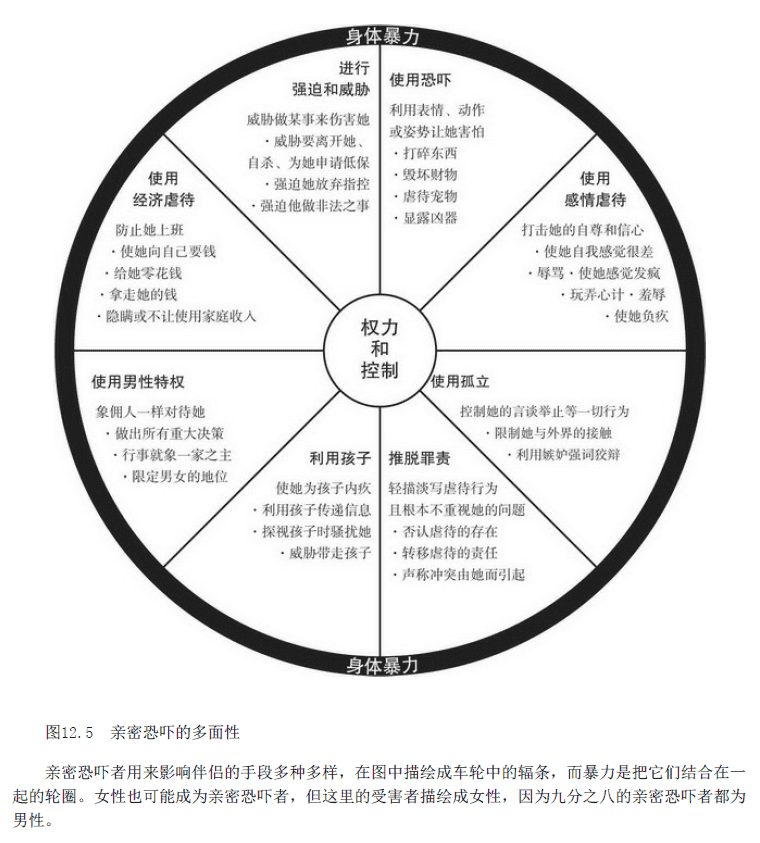 身体暴力
进行
强迫和威胁
威胁做某事来伤害她
·威胁要离开她、
自杀、为她申请低保
·强迫她放弃指控
·强迫他做非法之事
使用恐吓
利用表情、动作
或姿势让她害怕
·打碎东西
·毁坏财物
·虐待宠物
·显露凶器
使用
经济虐待
防止她上班
·使她向自己要钱
·给她零花钱
·拿走她的钱
·隐瞒或不让使用家庭收入
使用
感情虐待
打击她的自尊和信心
·使她自我感觉很差
·辱骂·使她感觉发疯
·玩弄心计·羞辱
·使她负疚
权力
和
控制
使用男性特权
象佣人一样对待她
·做出所有重大决策
·行事就象一家之主
·限定男女的地位
使用孤立
控制她的言谈举止等一切行为
·限制她与外界的接触
·利用嫉妒强词狡辩
利用孩子
使她为孩子内疚
·利用孩子传递信息
·探视孩子时骚扰她
·威胁带走孩子
推脱罪责
轻描淡写虐待行为
且根本不重视她的问题
·否认虐待的存在
·转移虐待的责任
·声称冲突由她而引起
身体暴力
图12.5 亲密恐吓的多面性
亲密恐吓者用来影响伴侣的手段多种多样，在图中描绘成车轮中的辐条，而暴力是把它们结合在一
起的轮圈。女性也可能成为亲密恐吓者，但这里的受害者描绘成女性，因为九分之八的亲密恐吓者都为
男性。